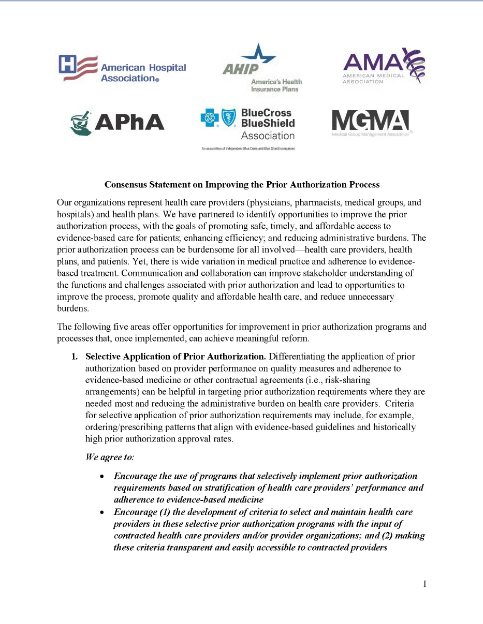 American Hospital
Association®
AHIP
America's Health
Insurance Plans
AMA
AMERICAN MEDICAL
ASSOCIATION
APhA
BlueCross
BlueShield
Association
An association of independent Blue Cross and Blue Shield companies
MGMA
Medical Group Management Association
Consensus Statement on Improving the Prior Authorization Process
Our organizations represent health care providers (physicians, pharmacists, medical groups, and
hospitals) and health plans. We have partnered to identify opportunities to improve the prior
authorization process, with the goals of promoting safe, timely, and affordable access to
evidence-based care for patients; enhancing efficiency; and reducing administrative burdens. The
prior authorization process can be burdensome for all involved—health care providers, health
plans, and patients. Yet, there is wide variation in medical practice and adherence to evidence-
based treatment. Communication and collaboration can improve stakeholder understanding of
the functions and challenges associated with prior authorization and lead to opportunities to
improve the process, promote quality and affordable health care, and reduce unnecessary
burdens.
The following five areas offer opportunities for improvement in prior authorization programs and
processes that, once implemented, can achieve meaningful reform.
1. Selective Application of Prior Authorization. Differentiating the application of prior
authorization based on provider performance on quality measures and adherence to
evidence-based medicine or other contractual agreements (i.e., risk-sharing
arrangements) can be helpful in targeting prior authorization requirements where they are
needed most and reducing the administrative burden on health care providers. Criteria
for selective application of prior authorization requirements may include, for example,
ordering/prescribing patterns that align with evidence-based guidelines and historically
high prior authorization approval rates.
We agree to:
• Encourage the use of programs that selectively implement prior authorization
requirements based on stratification of health care providers' performance and
adherence to evidence-based medicine
• Encourage (1) the development of criteria to select and maintain health care
providers in these selective prior authorization programs with the input of
contracted health care providers and/or provider organizations; and (2) making
these criteria transparent and easily accessible to contracted providers
1